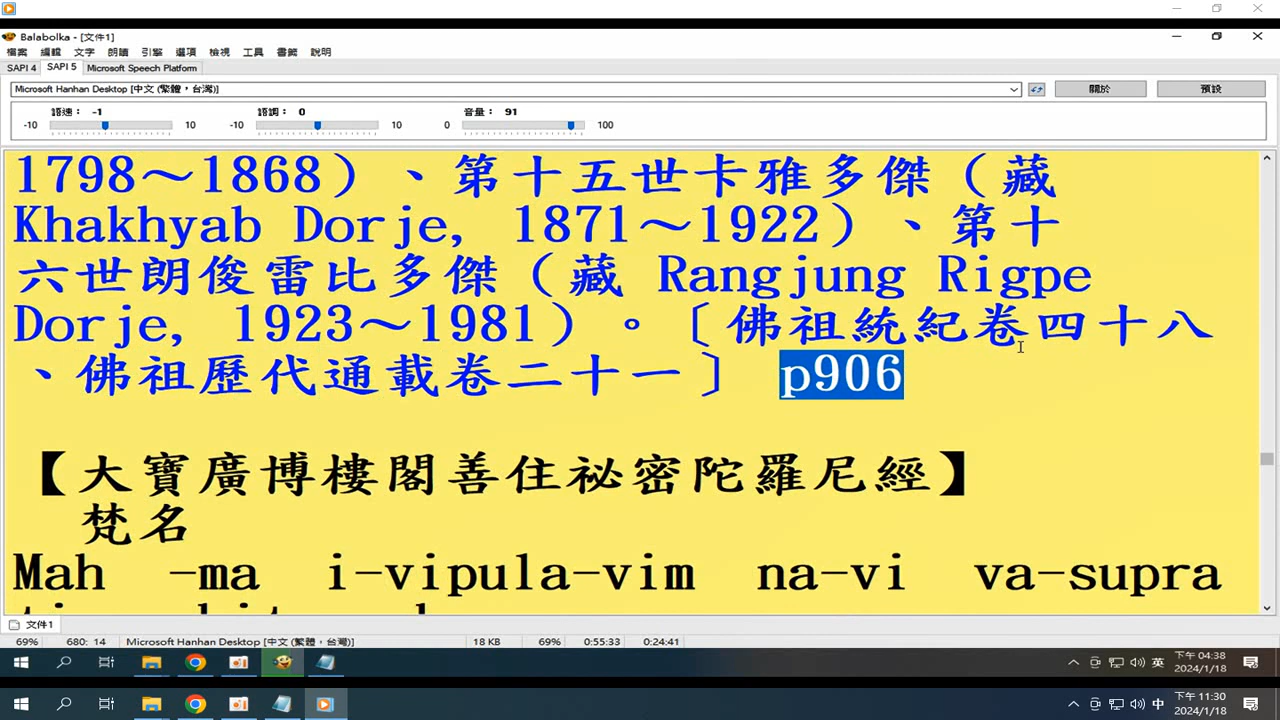 Balabolka - [文件1]
檔案 編輯 文字 朗讀 引擎 選項 檢視 工具 書籤 說明
SAPI 4 SAPI 5 Microsoft Speech Platform
Microsoft Hanhan Desktop [中文 (繁體，台灣)] 關於 預設
語速： -1 語調： 0 音量： 91
-10 10 -10 10 0 100
1798～1868）、第十五世卡雅多傑（藏
Khakhyab Dorje, 1871～1922）、第十
六世朗俊雷比多傑（藏 Rangjung Rigpe
Dorje, 1923～1981）。〔佛祖統紀卷四十八
、佛祖歷代通載卷二十一〕 p906
【大寶廣博樓閣善住祕密陀羅尼經】
梵名
Mah -ma i-vipula-vim na-vi va-supra
文件1
69% 680: 14 Microsoft Hanhan Desktop [中文 (繁體，台灣)] 18 KB 69% 0:55:33 0:24:41
英 下午 04:38
2024/1/18
中 下午 11:30
2024/1/18